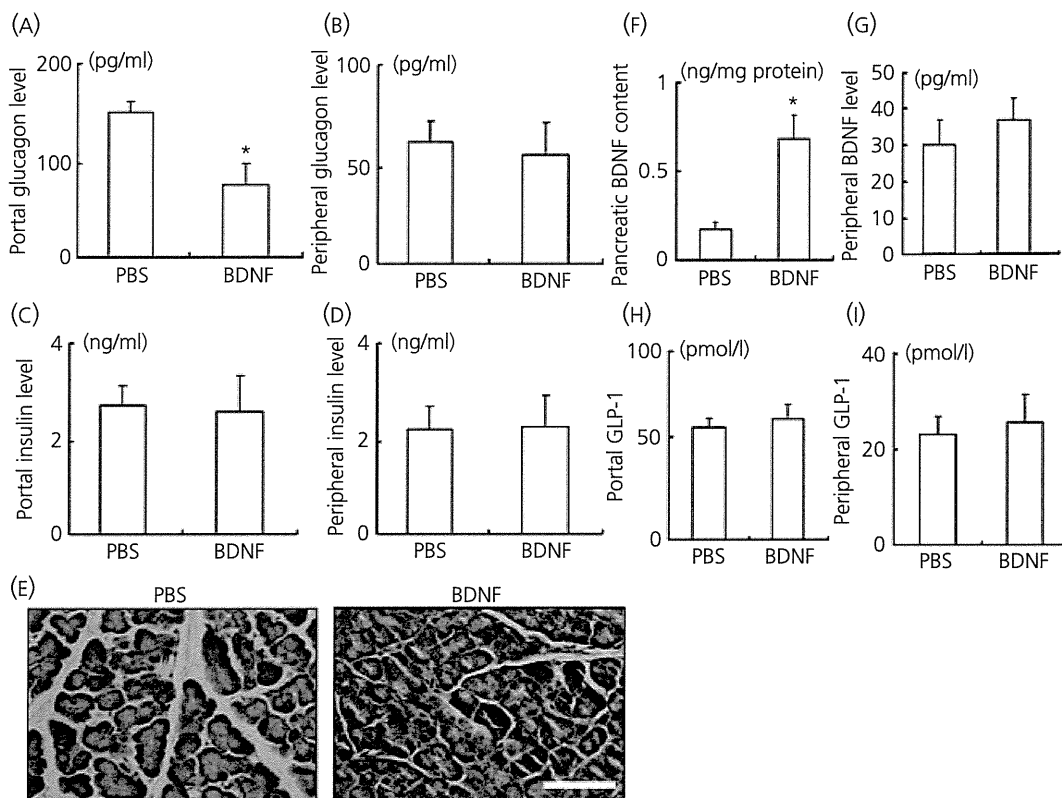 (A)
(pg/ml)
200
100
0
Portal glucagon level
*
PBS BDNF
(B)
(pg/ml)
100
50
0
Peripheral glucagon level
PBS BDNF
(F)
(ng/mg protein)
1
0.5
0
Pancreatic BDNF content
*
PBS BDNF
(G)
(pg/ml)
50
40
30
20
10
0
Peripheral BDNF level
PBS BDNF
(C)
(ng/ml)
4
2
0
Portal insulin level
PBS BDNF
(D)
(ng/ml)
4
2
0
Peripheral insulin level
PBS BDNF
(H)
(pmol/l)
100
50
0
Portal GLP-1
PBS BDNF
(I)
(pmol/l)
40
20
0
Peripheral GLP-1
PBS BDNF
(E)
PBS BDNF